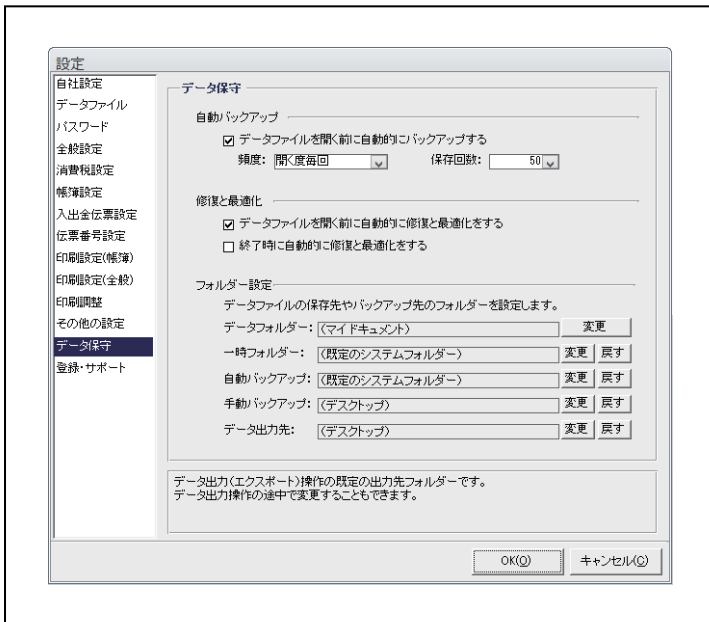 設定
自社設定
データファイル
パスワード
全般設定
消費税設定
帳簿設定
入出金伝票設定
伝票番号設定
印刷設定(帳簿)
印刷設定(全般)
印刷調整
その他の設定
データ保守
登録・サポート
データ保守
自動バックアップ
データファイルを開く前に自動的にバックアップする
頻度: 開く度毎回 保存回数: 50
修復と最適化
データファイルを開く前に自動的に修復と最適化をする
終了時に自動的に修復と最適化をする
フォルダー設定
データファイルの保存先やバックアップ先のフォルダーを設定します。
データフォルダー: (マイドキュメント) 変更
一時フォルダー: (既定のシステムフォルダー) 変更 戻す
自動バックアップ: (既定のシステムフォルダー) 変更 戻す
手動バックアップ: (デスクトップ) 変更 戻す
データ出力先: (デスクトップ) 変更 戻す
データ出力(エクスポート)操作の既定の出力先フォルダーです。
データ出力操作の途中で変更することもできます。
OK(O) キャンセル(C)